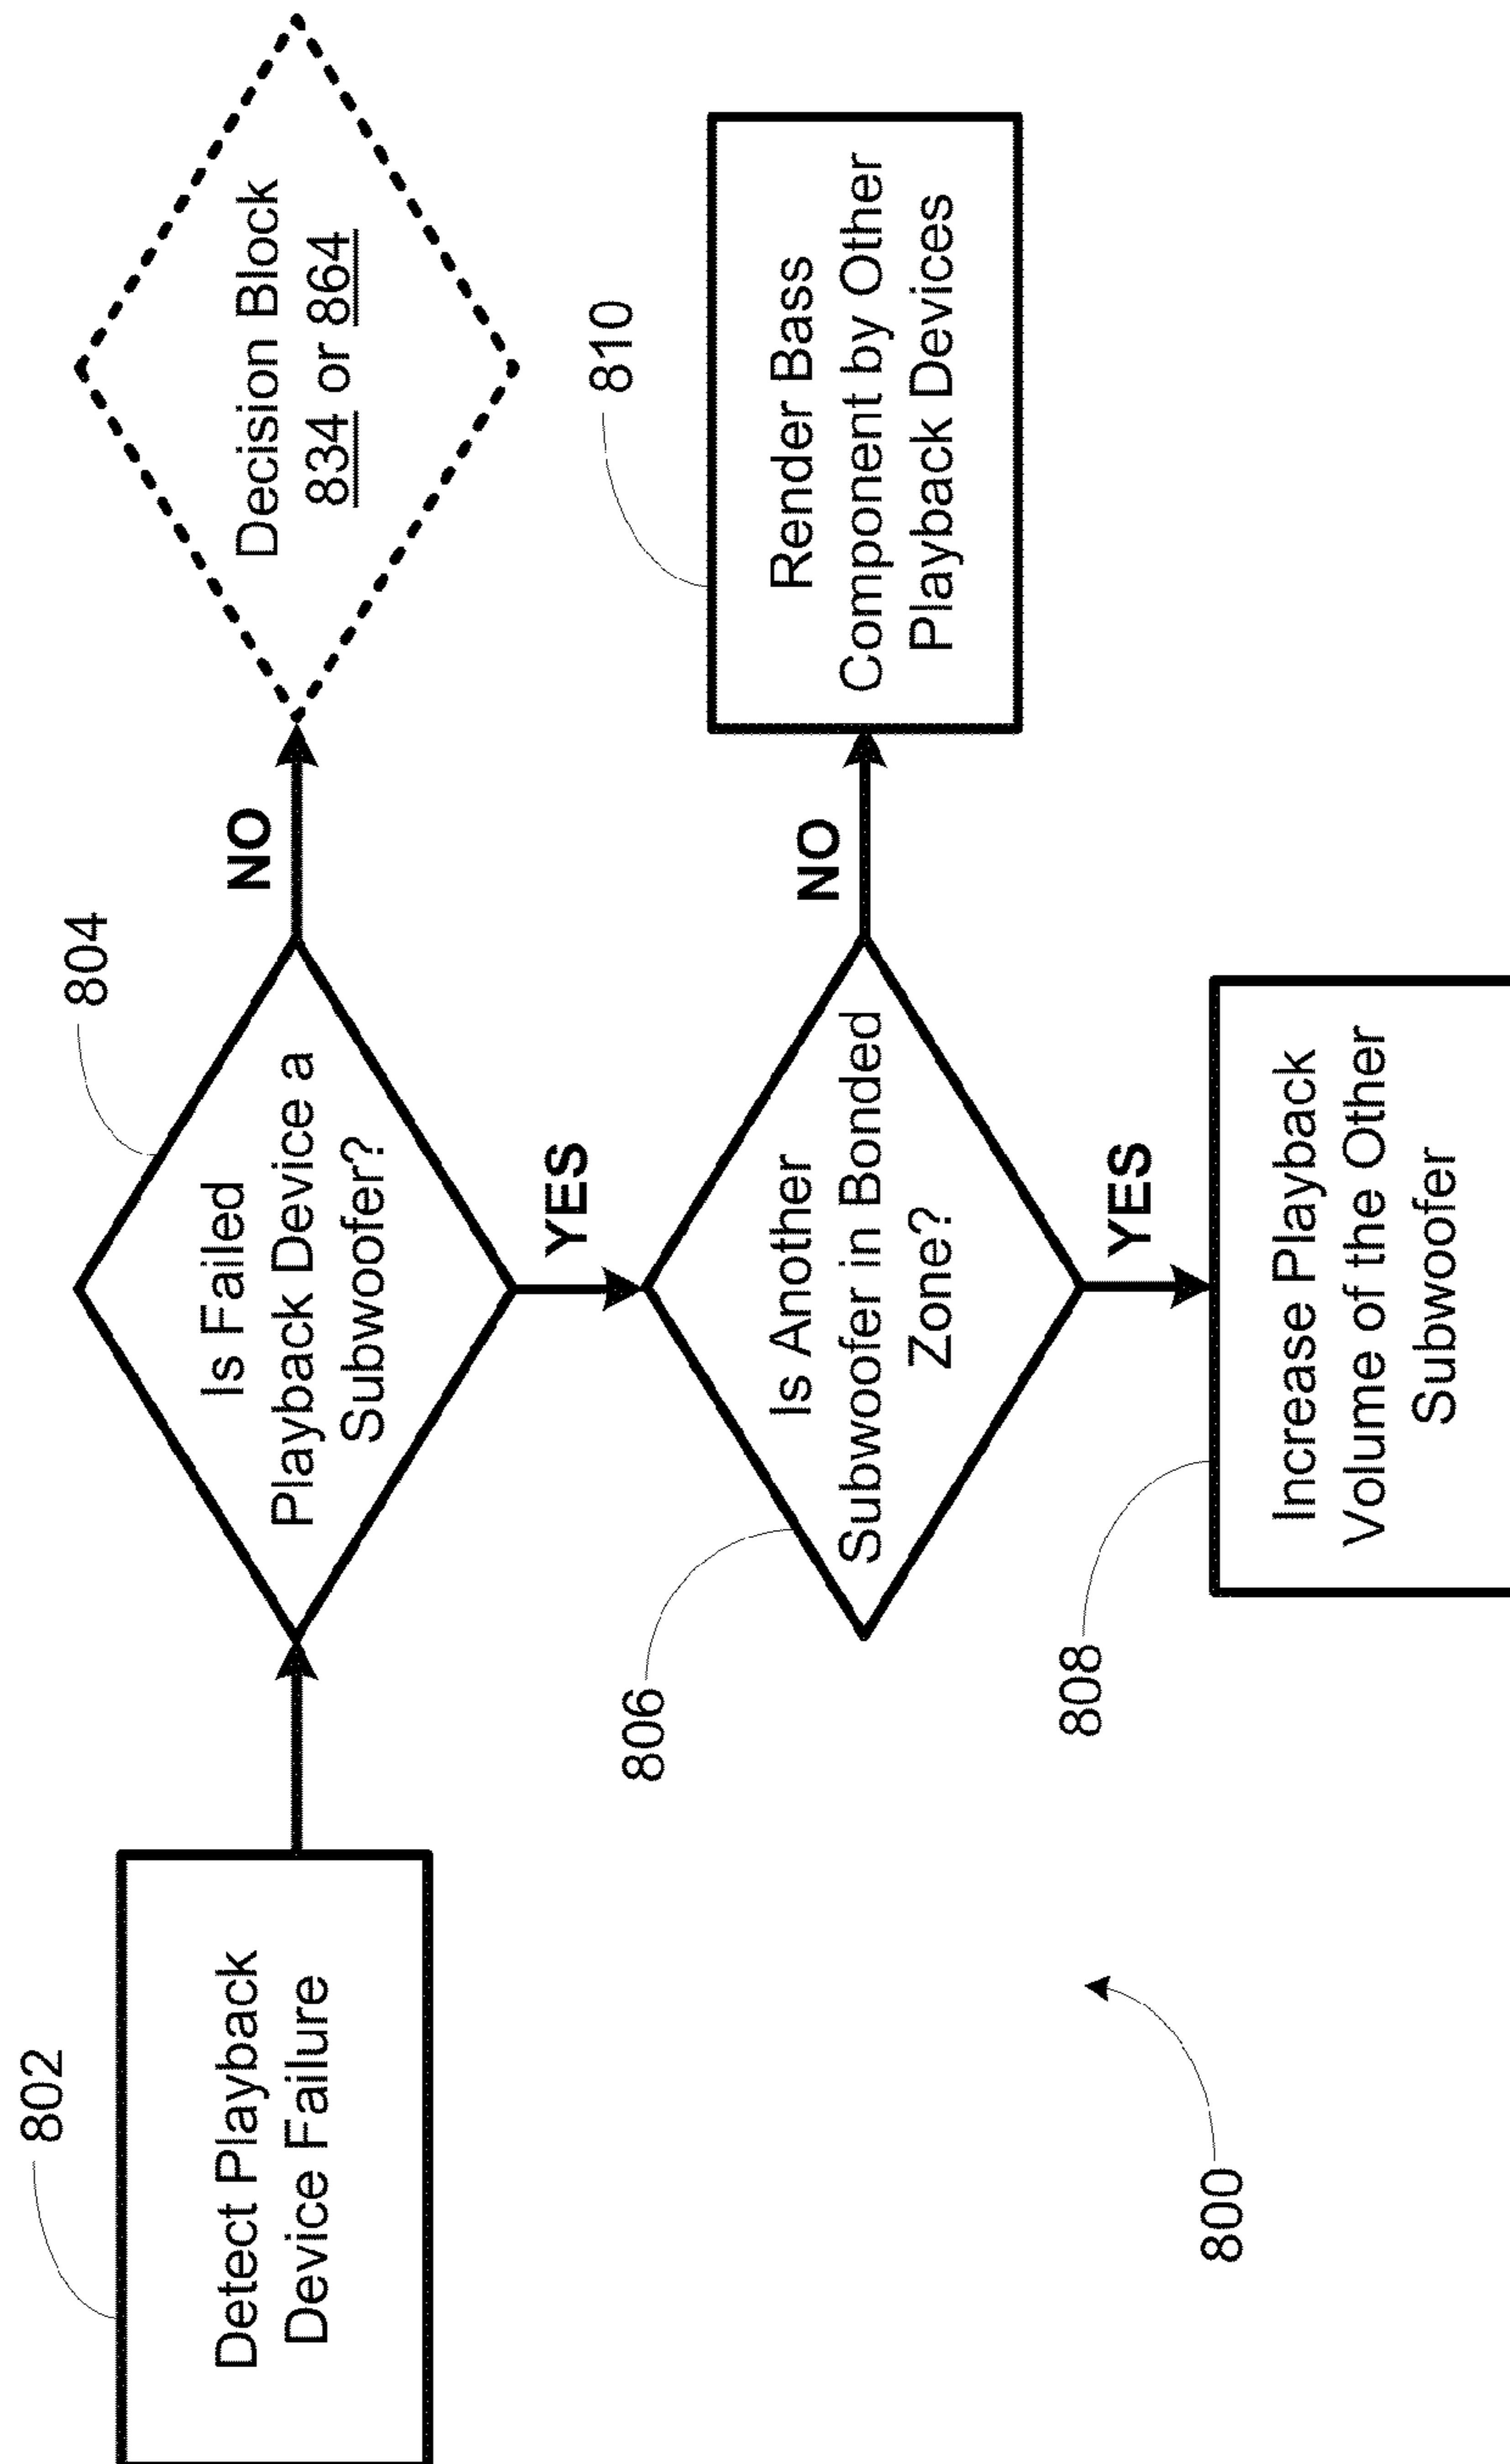 802
Detect Playback
Device Failure
804
Is Failed
Playback Device a
Subwoofer?
NO
Decision Block
834 or 864
YES
806
Is Another
Subwoofer in Bonded
Zone?
NO
810
Render Bass
Component by Other
Playback Devices
YES
808
Increase Playback
Volume of the Other
Subwoofer
800